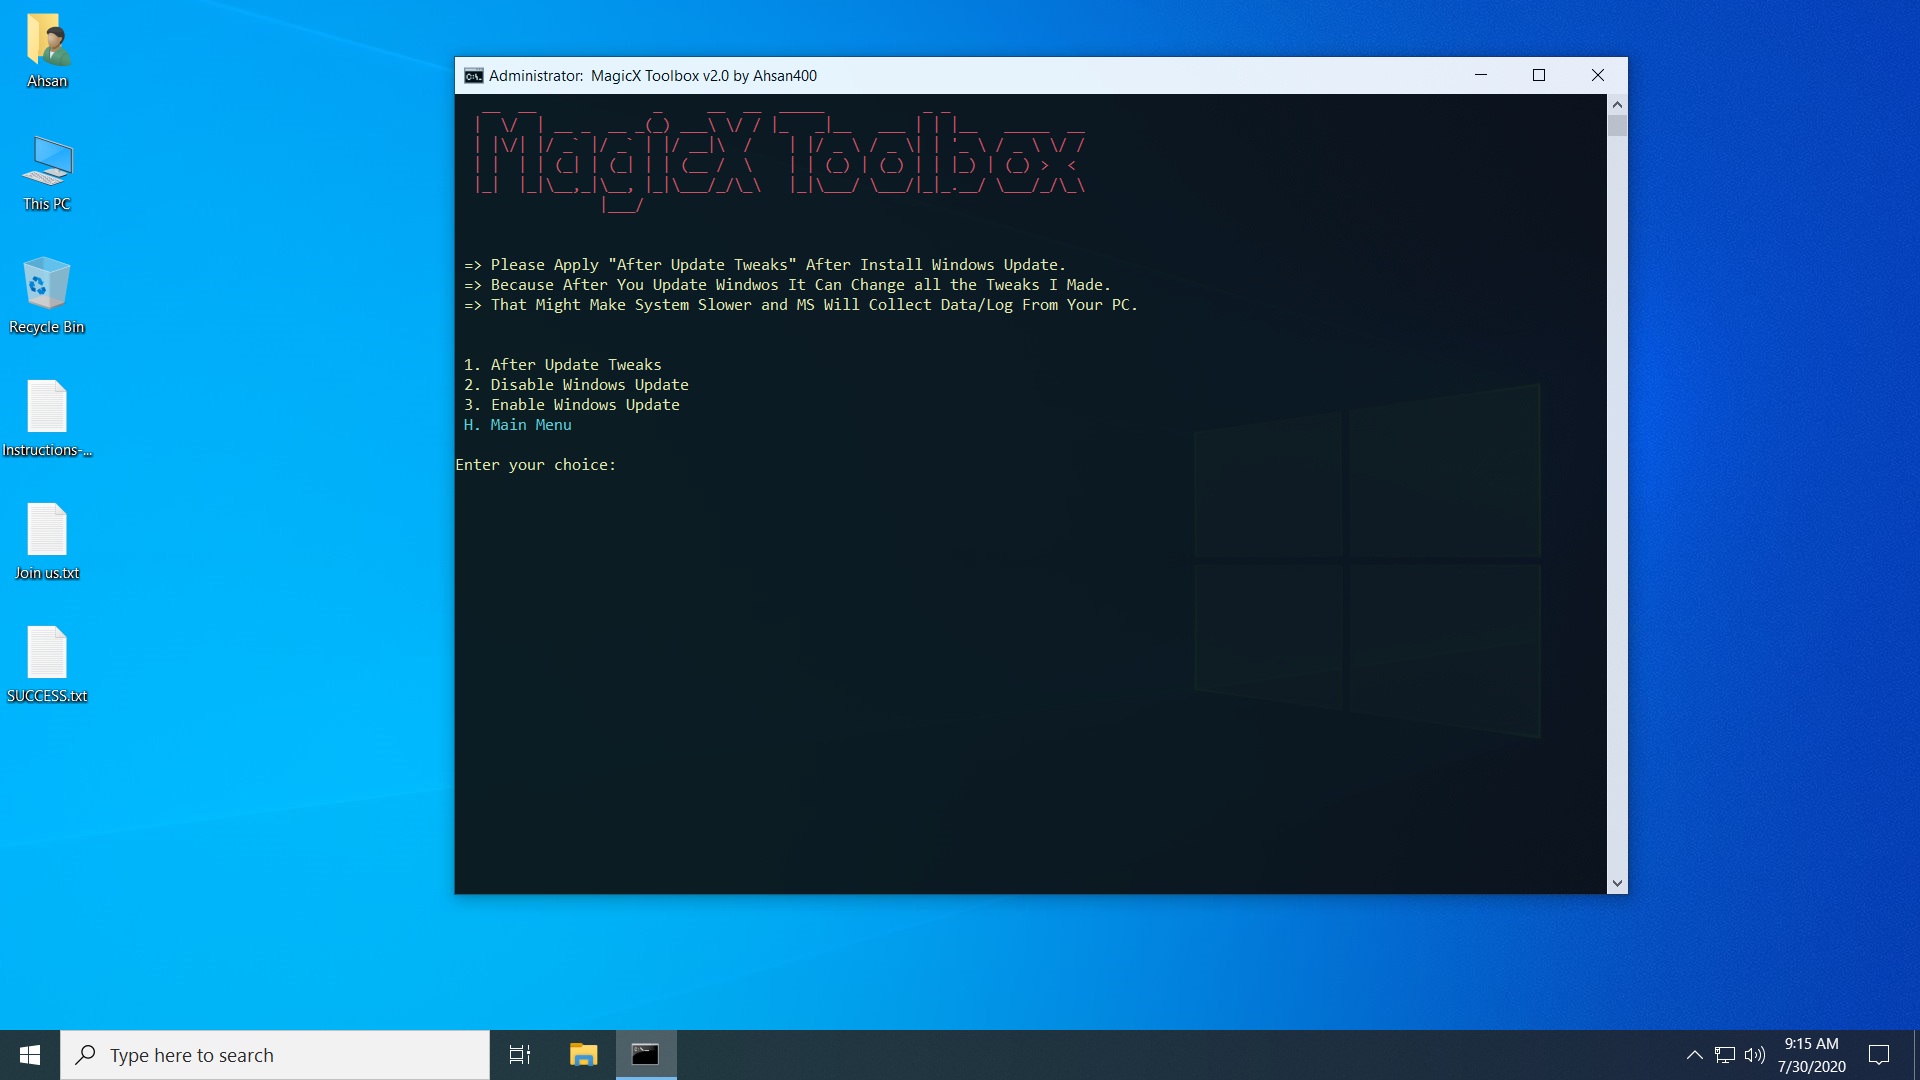 Ahsan
This PC
Recycle Bin
Instructions-...
Join us.txt
SUCCESS.txt
Administrator:  MagicX Toolbox v2.0 by Ahsan400
MagicX Toolbox
=> Please Apply "After Update Tweaks" After Install Windows Update.
=> Because After You Update Windwos It Can Change all the Tweaks I Made.
=> That Might Make System Slower and MS Will Collect Data/Log From Your PC.
1. After Update Tweaks
2. Disable Windows Update
3. Enable Windows Update
H. Main Menu
Enter your choice:
Type here to search
9:15 AM
7/30/2020